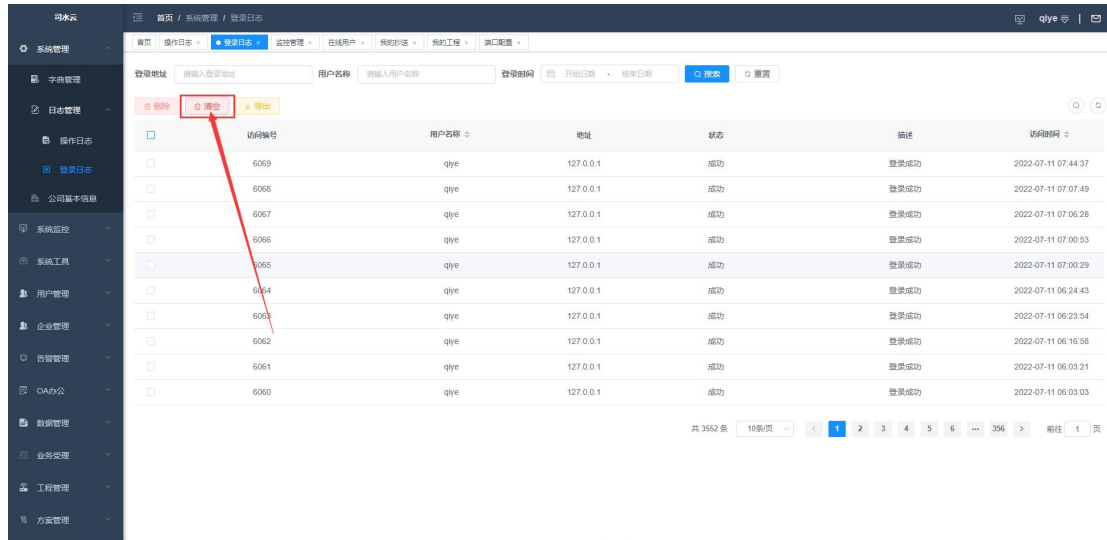 司水云
首页 / 系统管理 / 登录日志
qiye
系统管理
字典管理
日志管理
操作日志
登录日志
公司基本信息
系统监控
系统工具
用户管理
企业管理
告警管理
OA办公
数据管理
业务受理
工程管理
方案管理
首页 操作日志 × 登录日志 × 监控管理 × 在线用户 × 我的抄送 × 我的工程 × 端口配置 ×
登录地址 请输入登录地址 用户名称 请输入用户名称 登录时间 开始日期 - 结束日期 搜索 重置
删除 清空 导出
访问编号 用户名称 地址 状态 描述 访问时间
6069 qiye 127.0.0.1 成功 登录成功 2022-07-11 07:44:37
6068 qiye 127.0.0.1 成功 登录成功 2022-07-11 07:07:49
6067 qiye 127.0.0.1 成功 登录成功 2022-07-11 07:06:28
6066 qiye 127.0.0.1 成功 登录成功 2022-07-11 07:00:53
6065 qiye 127.0.0.1 成功 登录成功 2022-07-11 07:00:29
6064 qiye 127.0.0.1 成功 登录成功 2022-07-11 06:24:43
6063 qiye 127.0.0.1 成功 登录成功 2022-07-11 06:23:54
6062 qiye 127.0.0.1 成功 登录成功 2022-07-11 06:16:58
6061 qiye 127.0.0.1 成功 登录成功 2022-07-11 06:03:21
6060 qiye 127.0.0.1 成功 登录成功 2022-07-11 06:03:03
共 3552 条 10条/页 < 1 2 3 4 5 6 ··· 356 > 前往 1 页